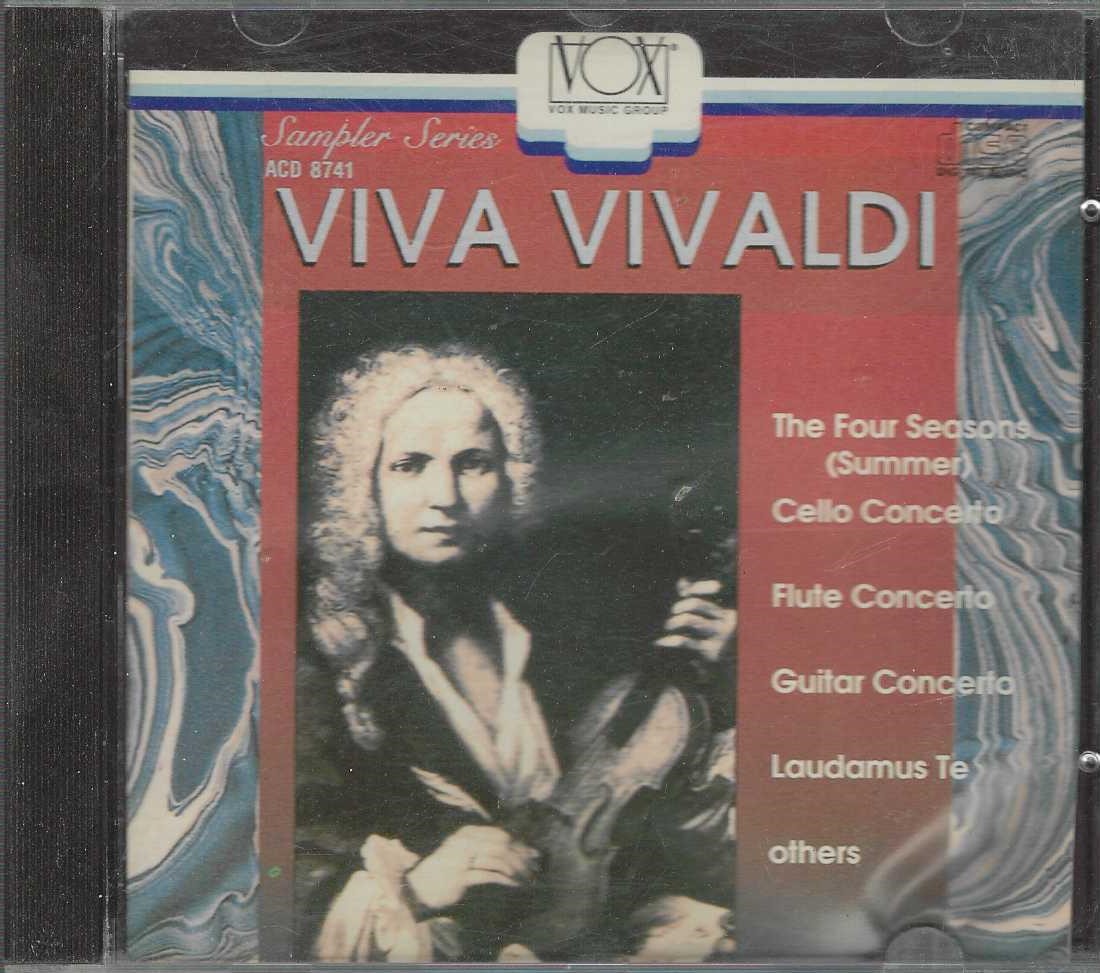 VOX®
VOX MUSIC GROUP
Sampler Series
ACD 8741
VIVA VIVALDI
The Four Seasons
(Summer)
Cello Concerto
Flute Concerto
Guitar Concerto
Laudamus Te
others